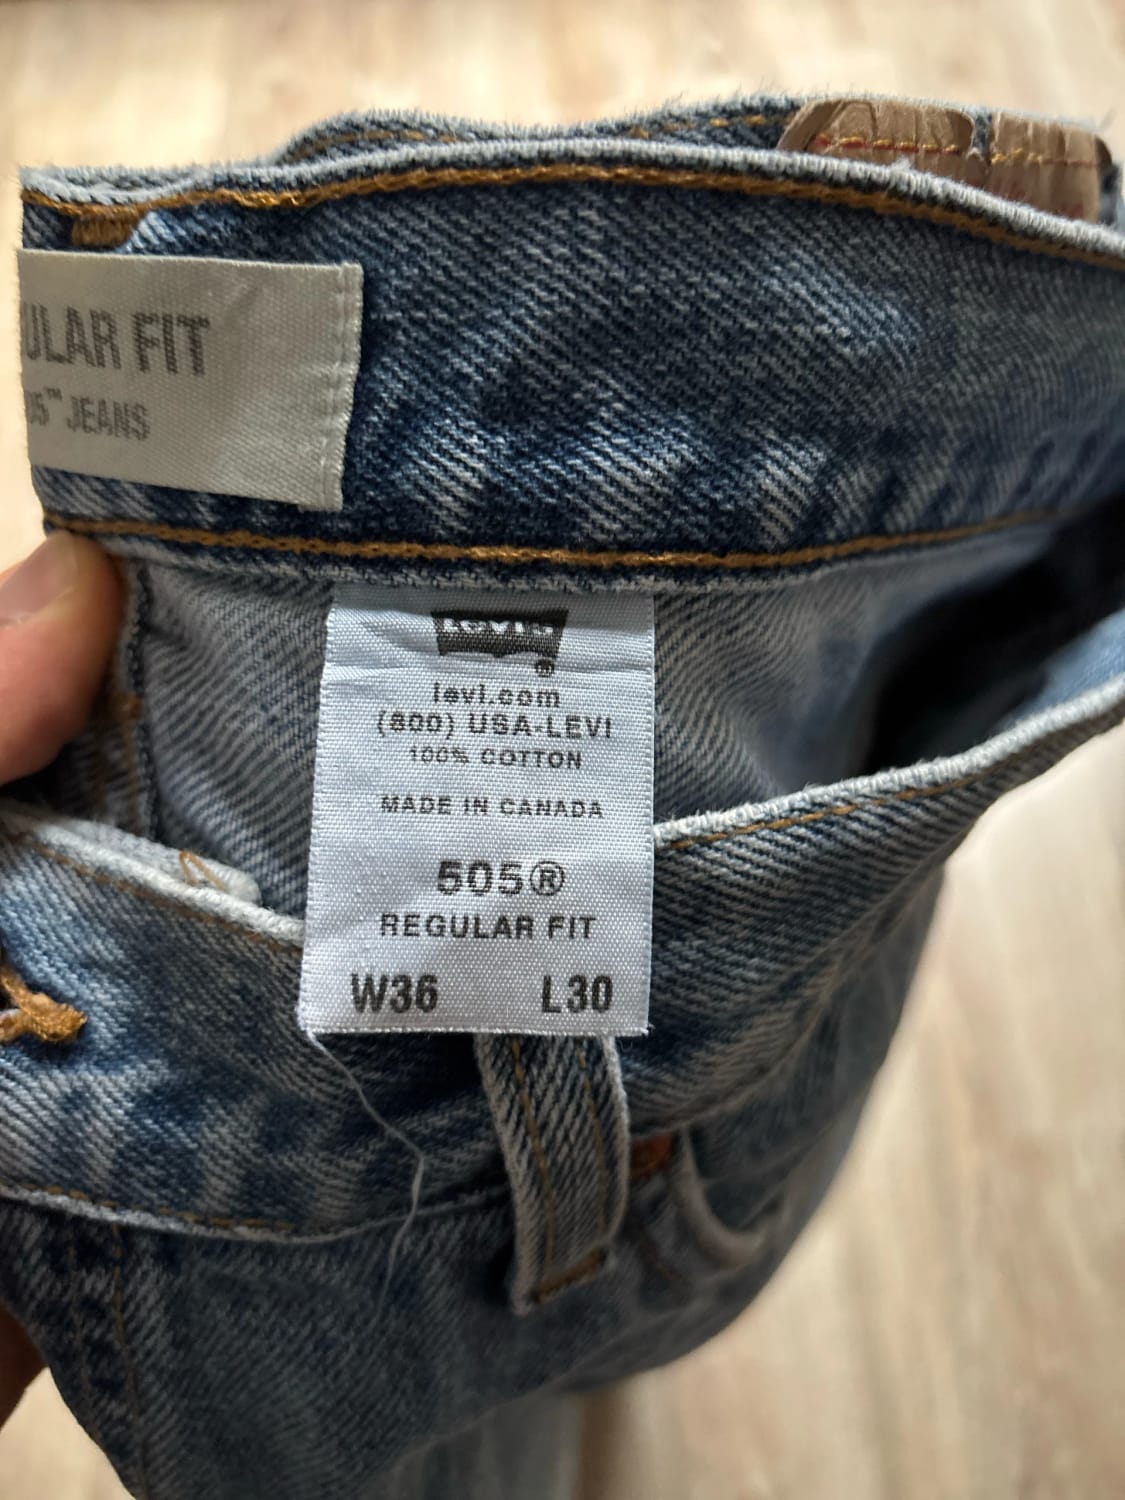 ULAR FIT
05™ JEANS
LEVI'S
®
levi.com
(800) USA-LEVI
100% COTTON
MADE IN CANADA
505®
REGULAR FIT
W36 L30